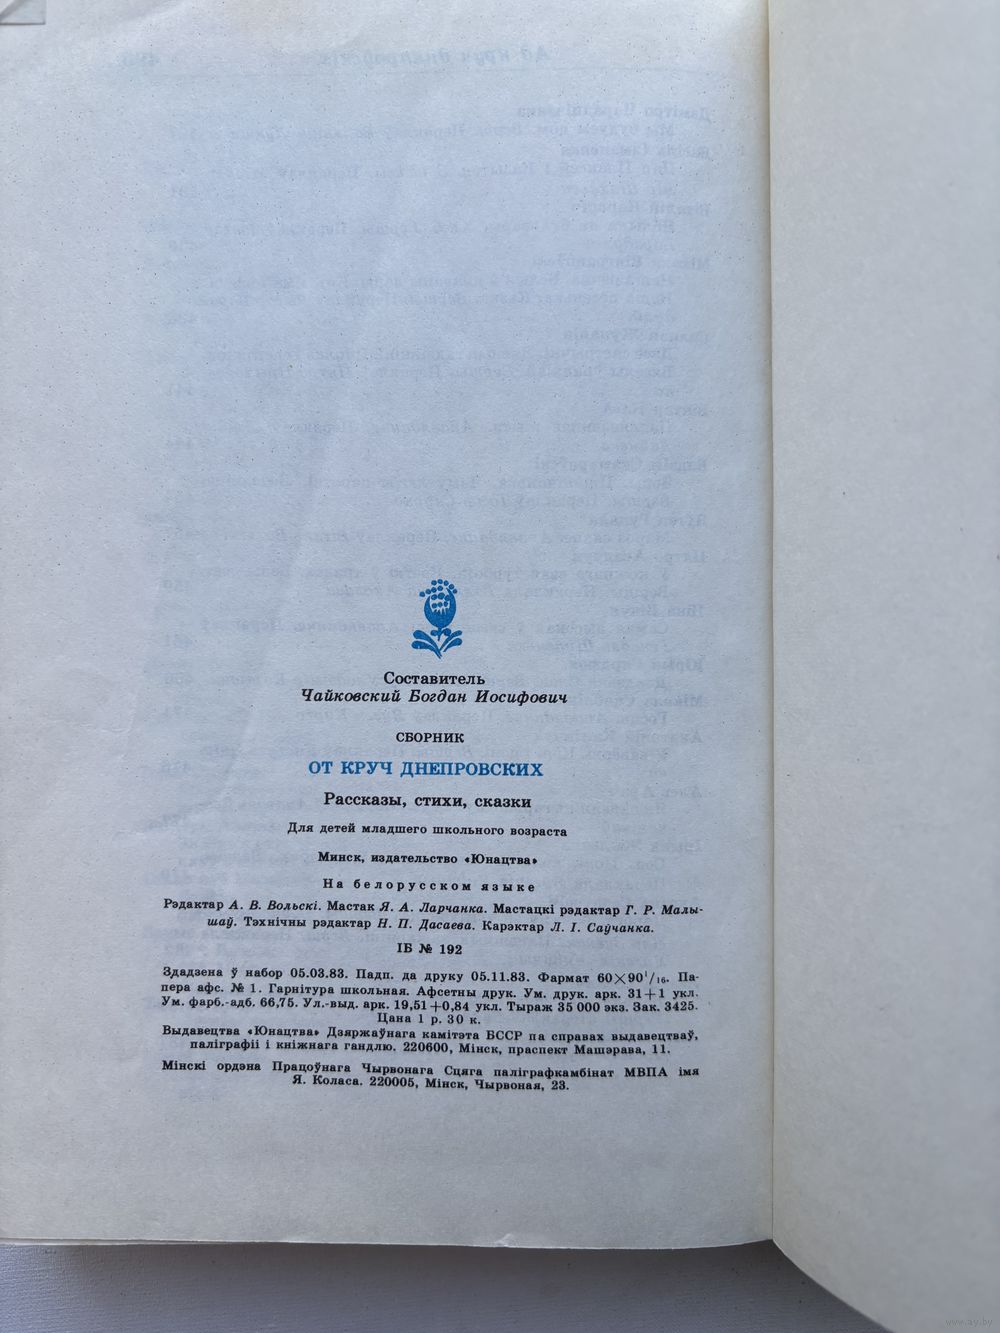 Составитель
Чайковский Богдан Иосифович
СБОРНИК
ОТ КРУЧ ДНЕПРОВСКИХ
Рассказы, стихи, сказки
Для детей младшего школьного возраста
Минск, издательство «Юнацтва»
На белорусском языке
Рэдактар А. В. Вольскі. Мастак Я. А. Ларчанка. Мастацкі рэдактар Г. Р. Малы-
шаў. Тэхнічны рэдактар Н. П. Дасаева. Карэктар Л. І. Саўчанка.
ІБ № 192
Здадзена ў набор 05.03.83. Падп. да друку 05.11.83. Фармат 60×90¹/₁₆. Па-
пера афс. № 1. Гарнітура школьная. Афсетны друк. Ум. друк. арк. 31+1 укл.
Ум. фарб.-адб. 66,75. Ул.-выд. арк. 19,51+0,84 укл. Тыраж 35 000 экз. Зак. 3425.
Цана 1 р. 30 к.
Выдавецтва «Юнацтва» Дзяржаўнага камітэта БССР па справах выдавецтваў,
паліграфіі і кніжнага гандлю. 220600, Мінск, праспект Машэрава, 11.
Мінскі ордэна Працоўнага Чырвонага Сцяга паліграфкамбінат МВПА імя
Я. Коласа. 220005, Мінск, Чырвоная, 23.
www.ay.by